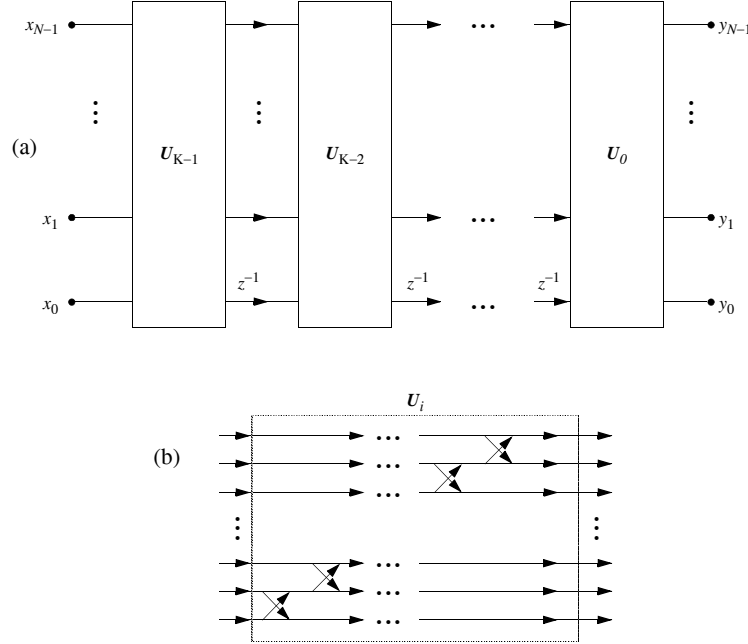 x_{N−1} ... y_{N−1}
⋮ ⋮ ⋮
(a) U_{K−1} U_{K−2} U_0
x_1 ... y_1
z^{−1} z^{−1} z^{−1}
x_0 ... y_0
U_i
...
(b) ...
...
⋮ ⋮
...
...
...